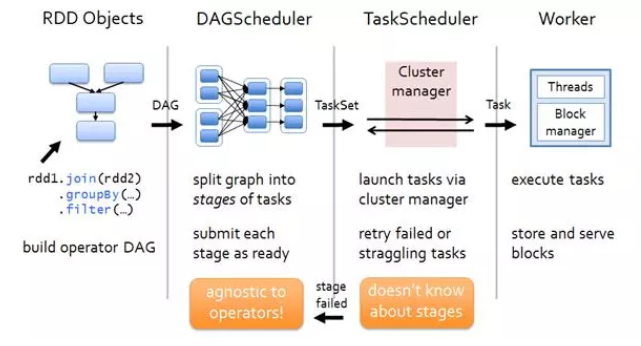 RDD Objects
DAGScheduler
TaskScheduler
Worker
DAG
TaskSet
Cluster
manager
Task
Threads
Block
manager
rdd1.join(rdd2)
.groupBy(…)
.filter(…)
build operator DAG
split graph into
stages of tasks
submit each
stage as ready
launch tasks via
cluster manager
retry failed or
straggling tasks
execute tasks
store and serve
blocks
agnostic to
operators!
stage
failed
doesn't know
about stages